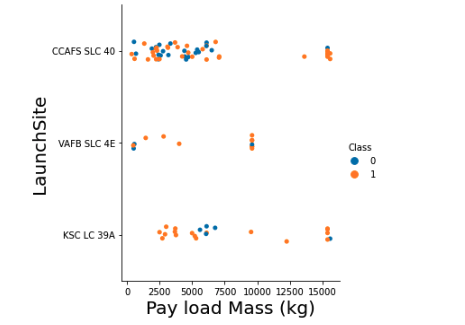 CCAFS SLC 40
VAFB SLC 4E
KSC LC 39A
LaunchSite
0 2500 5000 7500 10000 12500 15000
Pay load Mass (kg)
Class
0
1